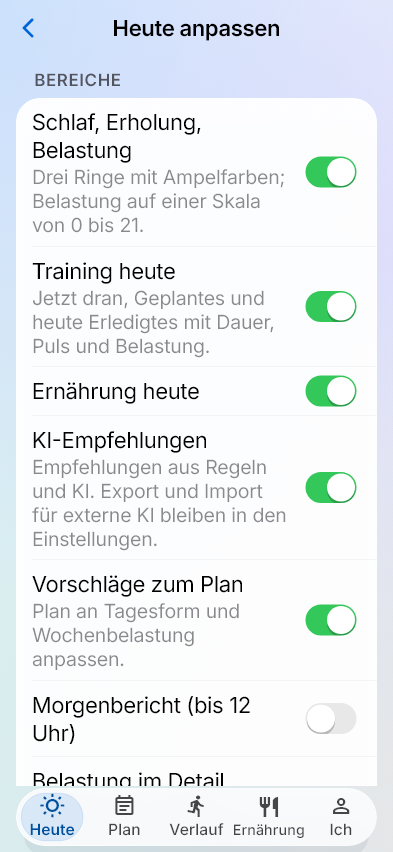 Heute anpassen
BEREICHE
Schlaf, Erholung,
Belastung
Drei Ringe mit Ampelfarben;
Belastung auf einer Skala
von 0 bis 21.
Training heute
Jetzt dran, Geplantes und
heute Erledigtes mit Dauer,
Puls und Belastung.
Ernährung heute
KI-Empfehlungen
Empfehlungen aus Regeln
und KI. Export und Import
für externe KI bleiben in den
Einstellungen.
Vorschläge zum Plan
Plan an Tagesform und
Wochenbelastung
anpassen.
Morgenbericht (bis 12
Uhr)
Belastung im Detail
Heute Plan Verlauf Ernährung Ich